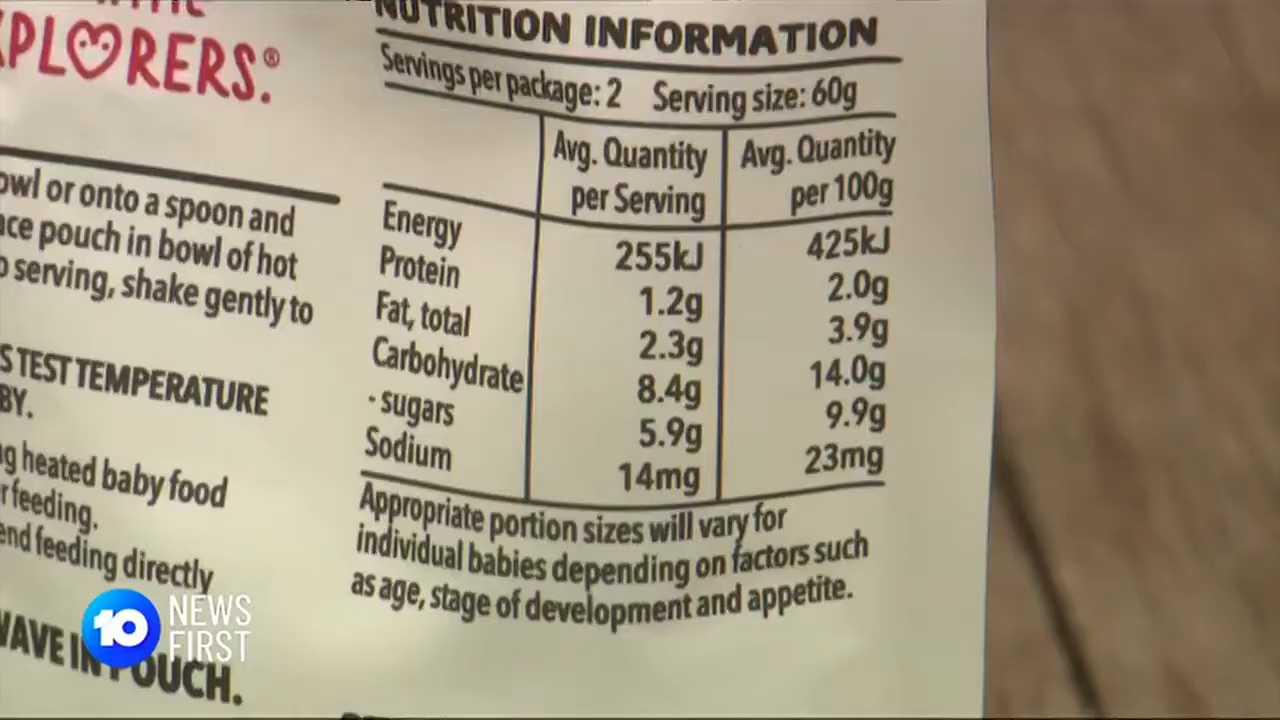 PLORERS.®
owl or onto a spoon and
ace pouch in bowl of hot
serving, shake gently to
S TEST TEMPERATURE
BY.
g heated baby food
r feeding.
end feeding directly
IN POUCH.
NUTRITION INFORMATION
Servings per package: 2 Serving size: 60g
Avg. Quantity per Serving Avg. Quantity per 100g
Energy 255kJ 425kJ
Protein 1.2g 2.0g
Fat, total 2.3g 3.9g
Carbohydrate 8.4g 14.0g
- sugars 5.9g 9.9g
Sodium 14mg 23mg
Appropriate portion sizes will vary for
individual babies depending on factors such
as age, stage of development and appetite.
10 NEWS
FIRST